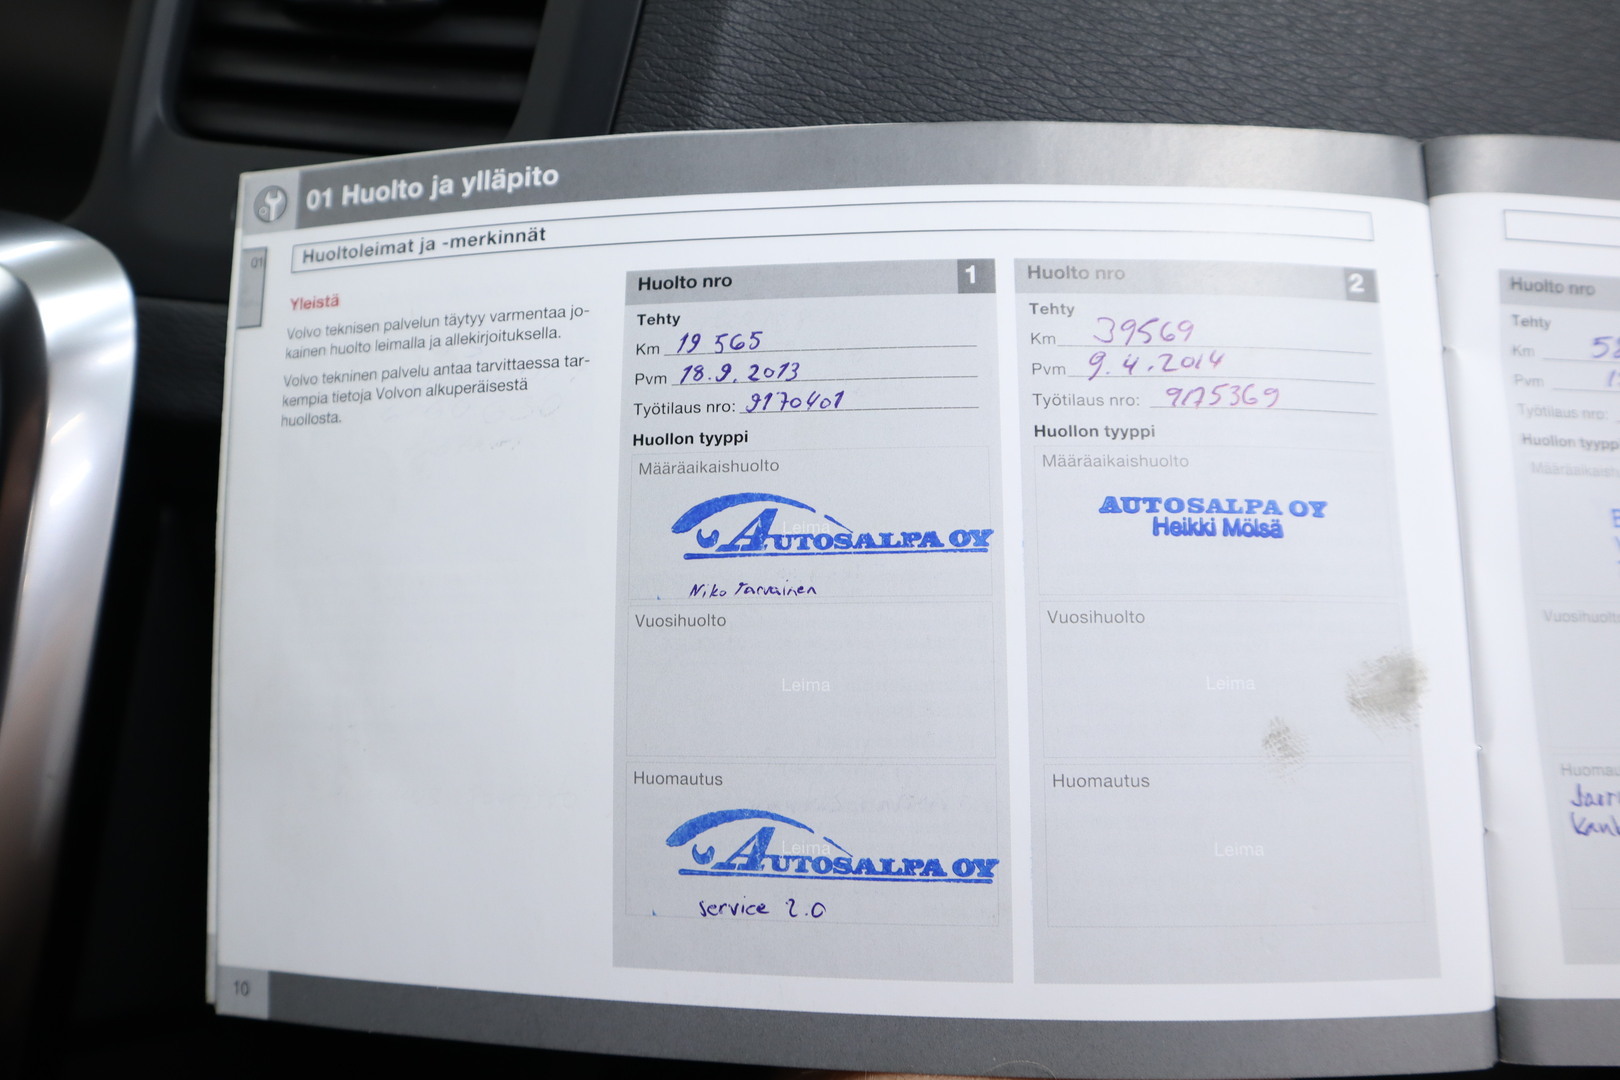 01 Huolto ja ylläpito
Huoltoleimat ja -merkinnät
01
Yleistä
Volvo teknisen palvelun täytyy varmentaa jo-
kainen huolto leimalla ja allekirjoituksella.
Volvo tekninen palvelu antaa tarvittaessa tar-
kempia tietoja Volvon alkuperäisestä
huollosta.
Huolto nro 1
Tehty
Km 19 565
Pvm 18.9.2013
Työtilaus nro: 9170401
Huollon tyyppi
Määräaikaishuolto
Leima
AUTOSALPA OY
Niko Tarvainen
Vuosihuolto
Leima
Huomautus
Leima
AUTOSALPA OY
Service 2.0
Huolto nro 2
Tehty
Km 39569
Pvm 9.4.2014
Työtilaus nro: 9175369
Huollon tyyppi
Määräaikaishuolto
AUTOSALPA OY
Heikki Mölsä
Vuosihuolto
Leima
Huomautus
Leima
Huolto nro
Tehty
Km
Pvm
Työtilaus nro:
Huollon
10